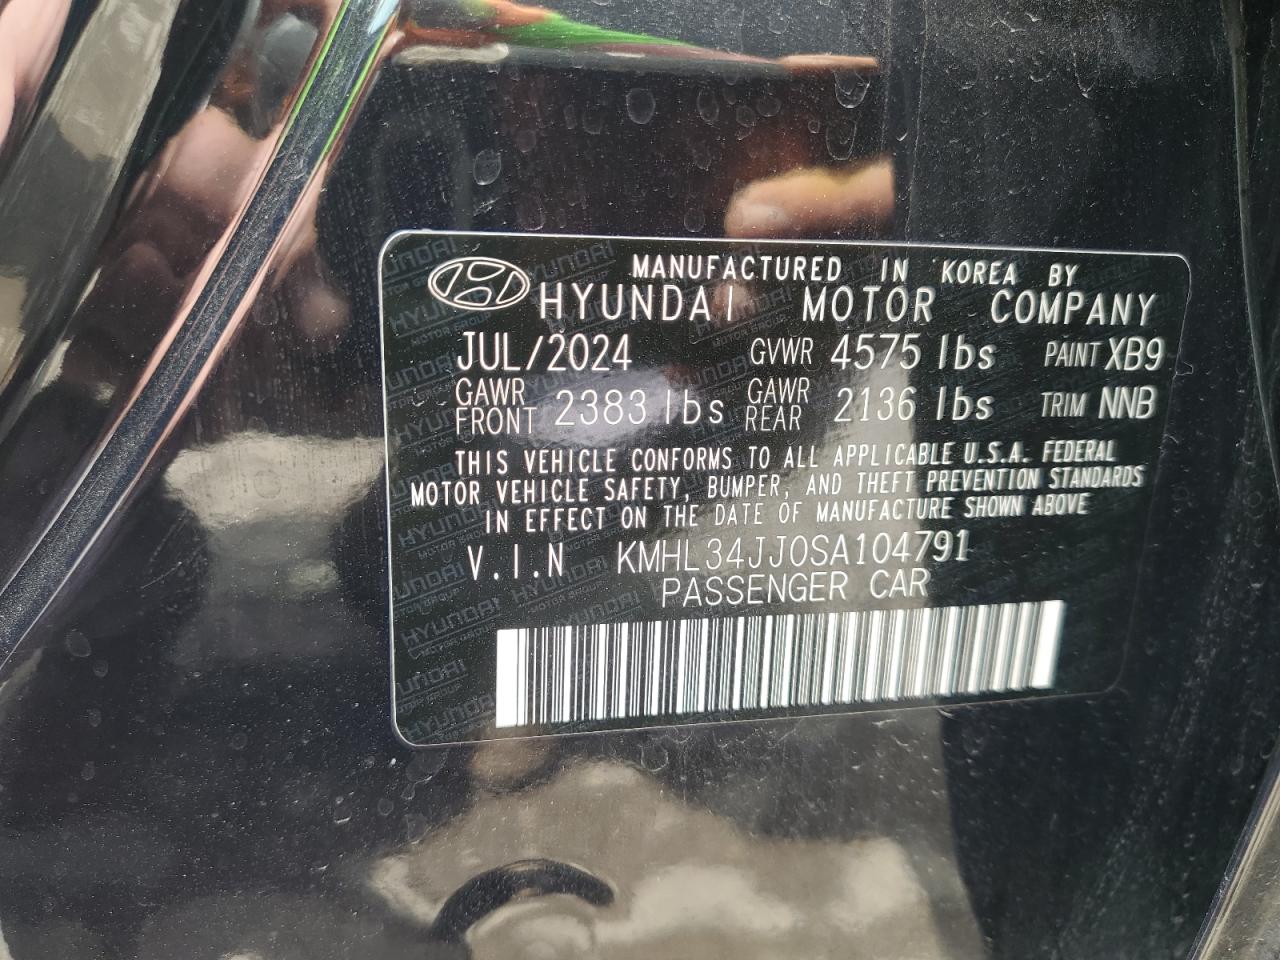 MANUFACTURED IN KOREA BY
HYUNDAI MOTOR COMPANY
JUL/2024 GVWR 4575 lbs PAINT XB9
GAWR FRONT 2383 lbs GAWR REAR 2136 lbs TRIM NNB
THIS VEHICLE CONFORMS TO ALL APPLICABLE U.S.A. FEDERAL
MOTOR VEHICLE SAFETY, BUMPER, AND THEFT PREVENTION STANDARDS
IN EFFECT ON THE DATE OF MANUFACTURE SHOWN ABOVE
V.I.N KMHL34JJ0SA104791
PASSENGER CAR